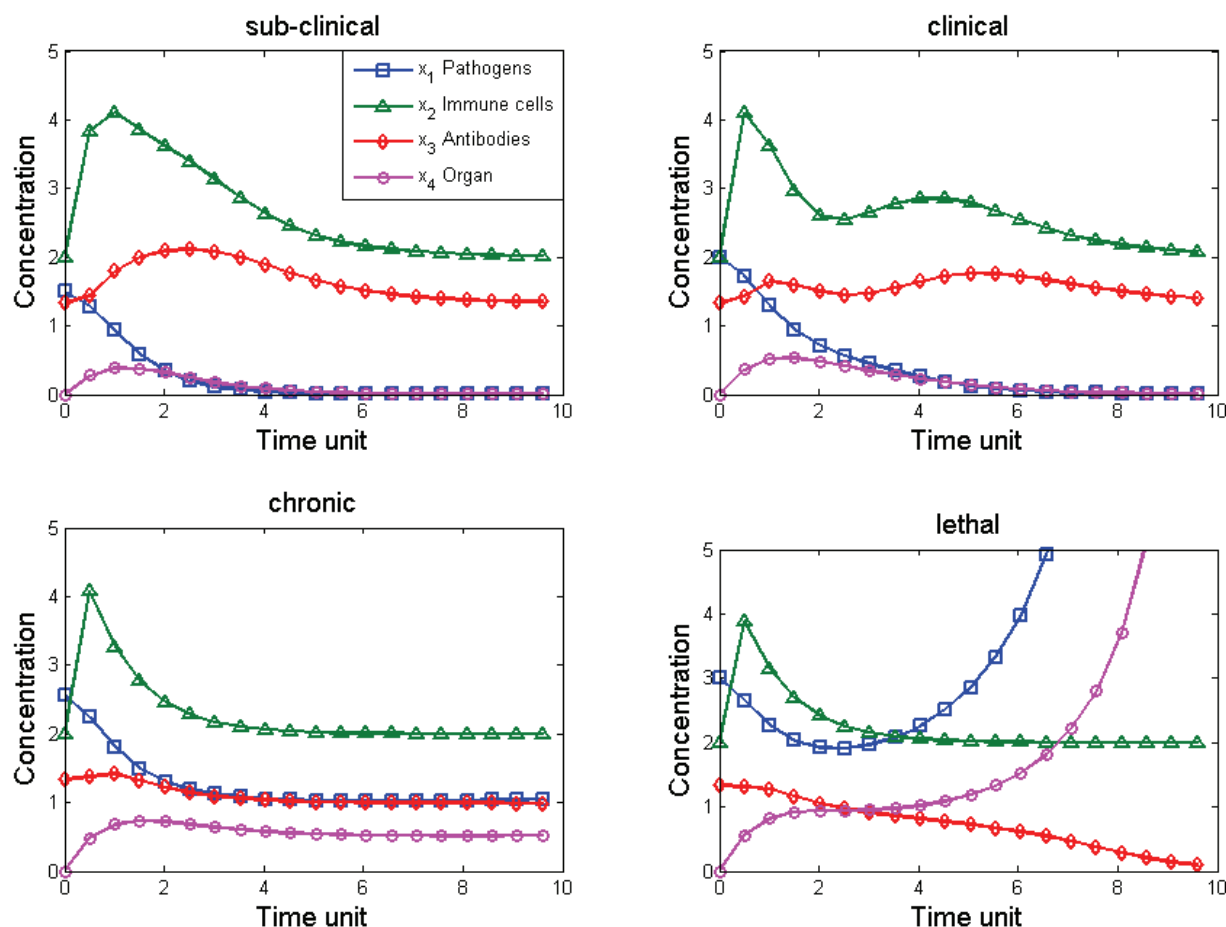 sub-clinical
5
4
3
2
1
0
0 2 4 6 8 10
Concentration
Time unit
x1 Pathogens
x2 Immune cells
x3 Antibodies
x4 Organ
clinical
5
4
3
2
1
0
0 2 4 6 8 10
Concentration
Time unit
chronic
5
4
3
2
1
0
0 2 4 6 8 10
Concentration
Time unit
lethal
5
4
3
2
1
0
0 2 4 6 8 10
Concentration
Time unit